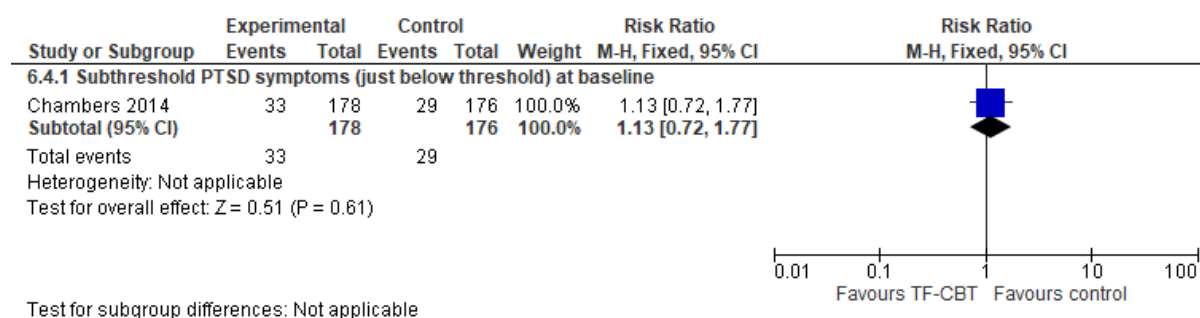 Experimental Control Risk Ratio Risk Ratio
Study or Subgroup Events Total Events Total Weight M-H, Fixed, 95% CI M-H, Fixed, 95% CI
6.4.1 Subthreshold PTSD symptoms (just below threshold) at baseline
Chambers 2014 33 178 29 176 100.0% 1.13 [0.72, 1.77]
Subtotal (95% CI) 178 176 100.0% 1.13 [0.72, 1.77]
Total events 33 29
Heterogeneity: Not applicable
Test for overall effect: Z = 0.51 (P = 0.61)
0.01 0.1 1 10 100
Favours TF-CBT Favours control
Test for subgroup differences: Not applicable